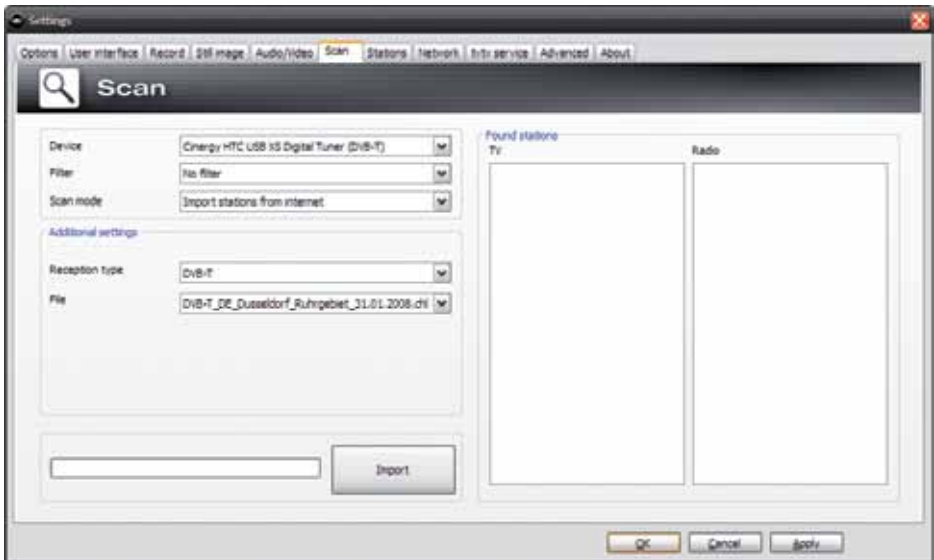 Settings
Options User interface Record Still image Audio/Video Scan Stations Network tvtv service Advanced About
Scan
Device Cinergy HTC USB XS Digital Tuner (DVB-T)
Filter No filter
Scan mode Import stations from internet
Additional settings
Reception type DVB-T
File DVB-T_DE_Dusseldorf_Ruhrgebiet_31.01.2008.chl
Import
Found stations
TV Radio
OK Cancel Apply